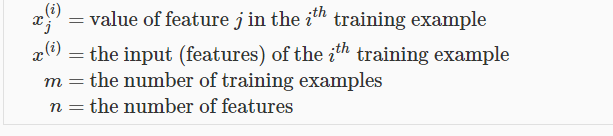 x_j^{(i)} = value of feature j in the i^{th} training example
x^{(i)} = the input (features) of the i^{th} training example
m = the number of training examples
n = the number of features